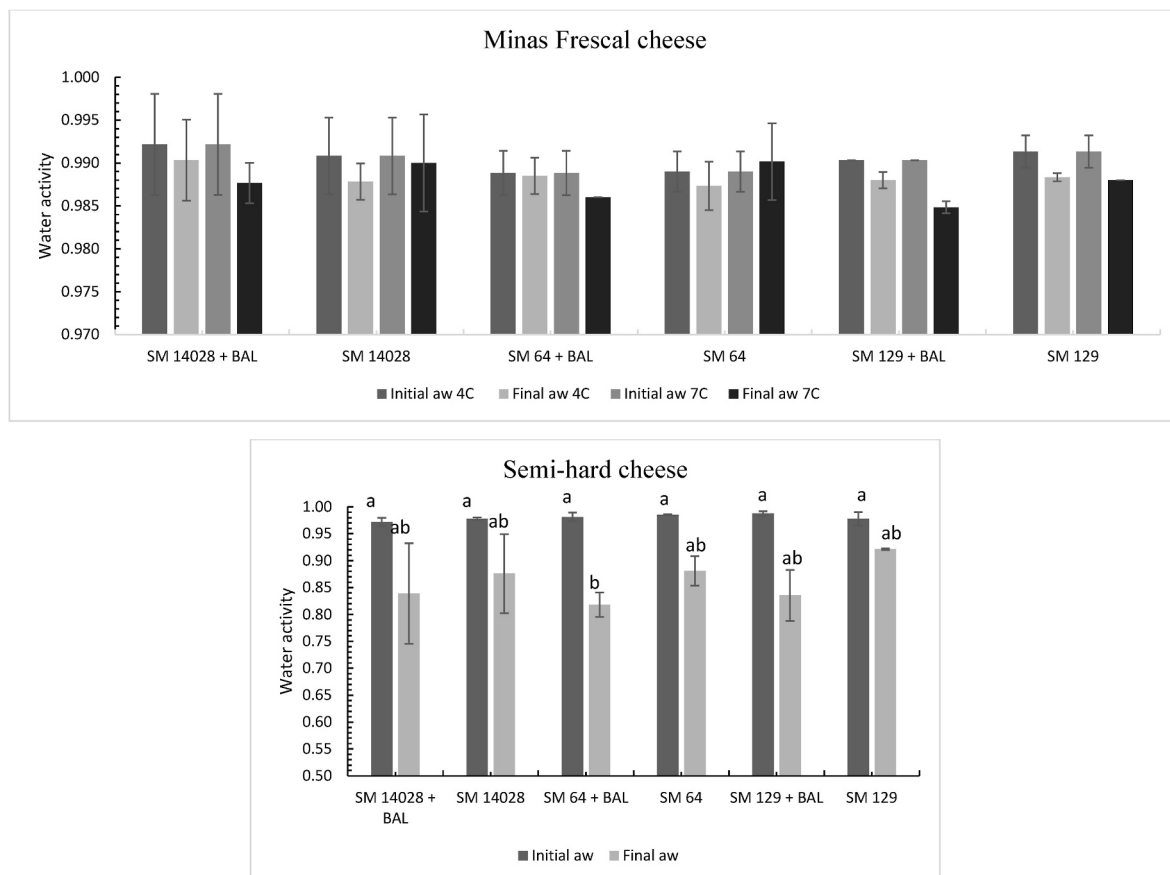 Minas Frescal cheese
1.000
0.995
0.990
0.985
0.980
0.975
0.970
Water activity
SM 14028 + BAL SM 14028 SM 64 + BAL SM 64 SM 129 + BAL SM 129
Initial aw 4C Final aw 4C Initial aw 7C Final aw 7C
Semi-hard cheese
a a a a a a
ab ab b ab ab ab
1.00
0.95
0.90
0.85
0.80
0.75
0.70
0.65
0.60
0.55
0.50
Water activity
SM 14028 + BAL SM 14028 SM 64 + BAL SM 64 SM 129 + BAL SM 129
Initial aw Final aw